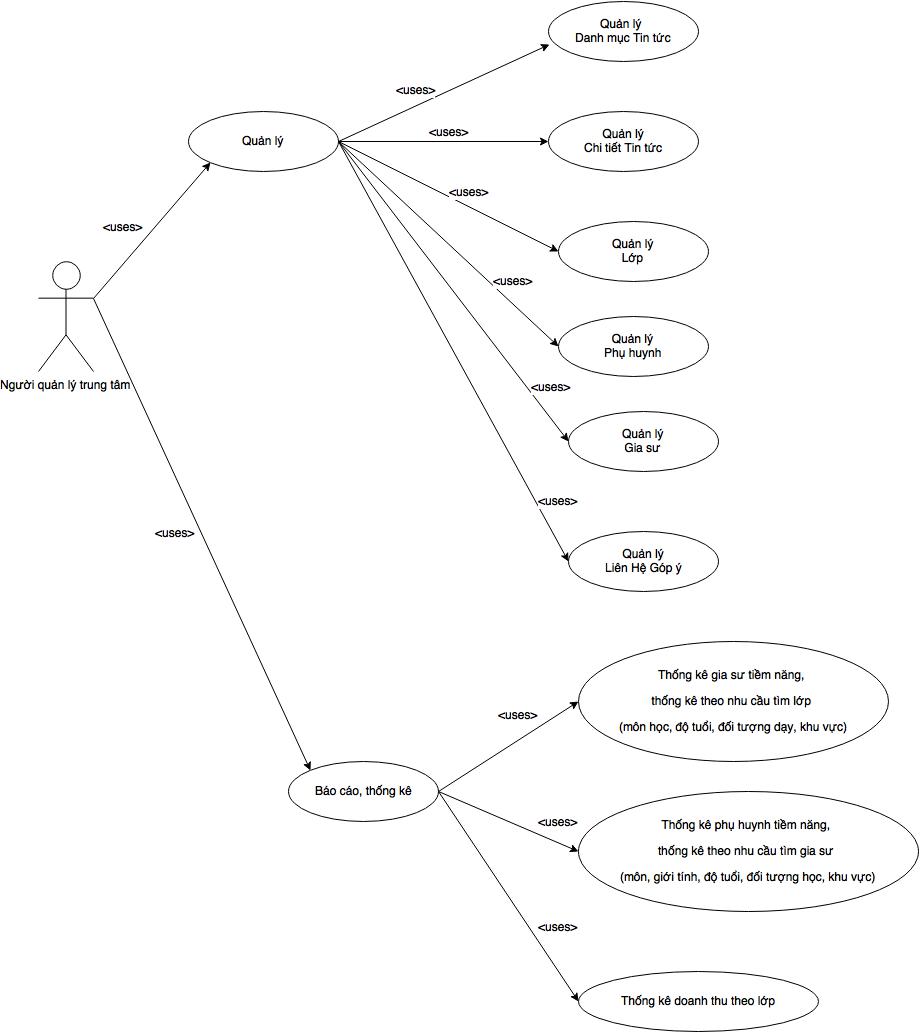 Quản lý
Danh mục Tin tức
<uses>
Quản lý
<uses>
Quản lý
Chi tiết Tin tức
<uses>
<uses>
Quản lý
Lớp
<uses>
Quản lý
Phụ huynh
Người quản lý trung tâm
<uses>
Quản lý
Gia sư
<uses>
Quản lý
Liên Hệ Góp ý
<uses>
Báo cáo, thống kê
<uses>
Thống kê gia sư tiềm năng,
thống kê theo nhu cầu tìm lớp
(môn học, độ tuổi, đối tượng dạy, khu vực)
<uses>
Thống kê phụ huynh tiềm năng,
thống kê theo nhu cầu tìm gia sư
(môn, giới tính, độ tuổi, đối tượng học, khu vực)
<uses>
Thống kê doanh thu theo lớp